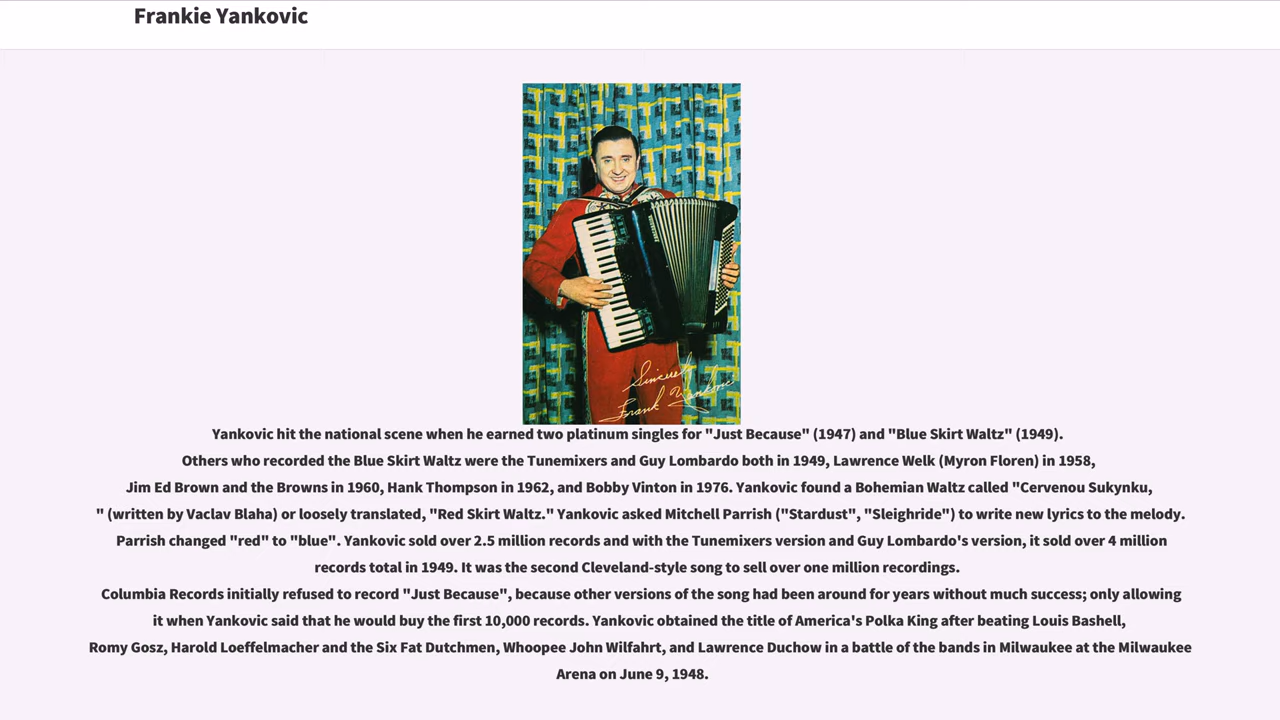 Frankie Yankovic
Sincerely
Frank Yankovic
Yankovic hit the national scene when he earned two platinum singles for "Just Because" (1947) and "Blue Skirt Waltz" (1949).
Others who recorded the Blue Skirt Waltz were the Tunemixers and Guy Lombardo both in 1949, Lawrence Welk (Myron Floren) in 1958,
Jim Ed Brown and the Browns in 1960, Hank Thompson in 1962, and Bobby Vinton in 1976. Yankovic found a Bohemian Waltz called "Cervenou Sukynku,
" (written by Vaclav Blaha) or loosely translated, "Red Skirt Waltz." Yankovic asked Mitchell Parrish ("Stardust", "Sleighride") to write new lyrics to the melody.
Parrish changed "red" to "blue". Yankovic sold over 2.5 million records and with the Tunemixers version and Guy Lombardo's version, it sold over 4 million
records total in 1949. It was the second Cleveland-style song to sell over one million recordings.
Columbia Records initially refused to record "Just Because", because other versions of the song had been around for years without much success; only allowing
it when Yankovic said that he would buy the first 10,000 records. Yankovic obtained the title of America's Polka King after beating Louis Bashell,
Romy Gosz, Harold Loeffelmacher and the Six Fat Dutchmen, Whoopee John Wilfahrt, and Lawrence Duchow in a battle of the bands in Milwaukee at the Milwaukee
Arena on June 9, 1948.